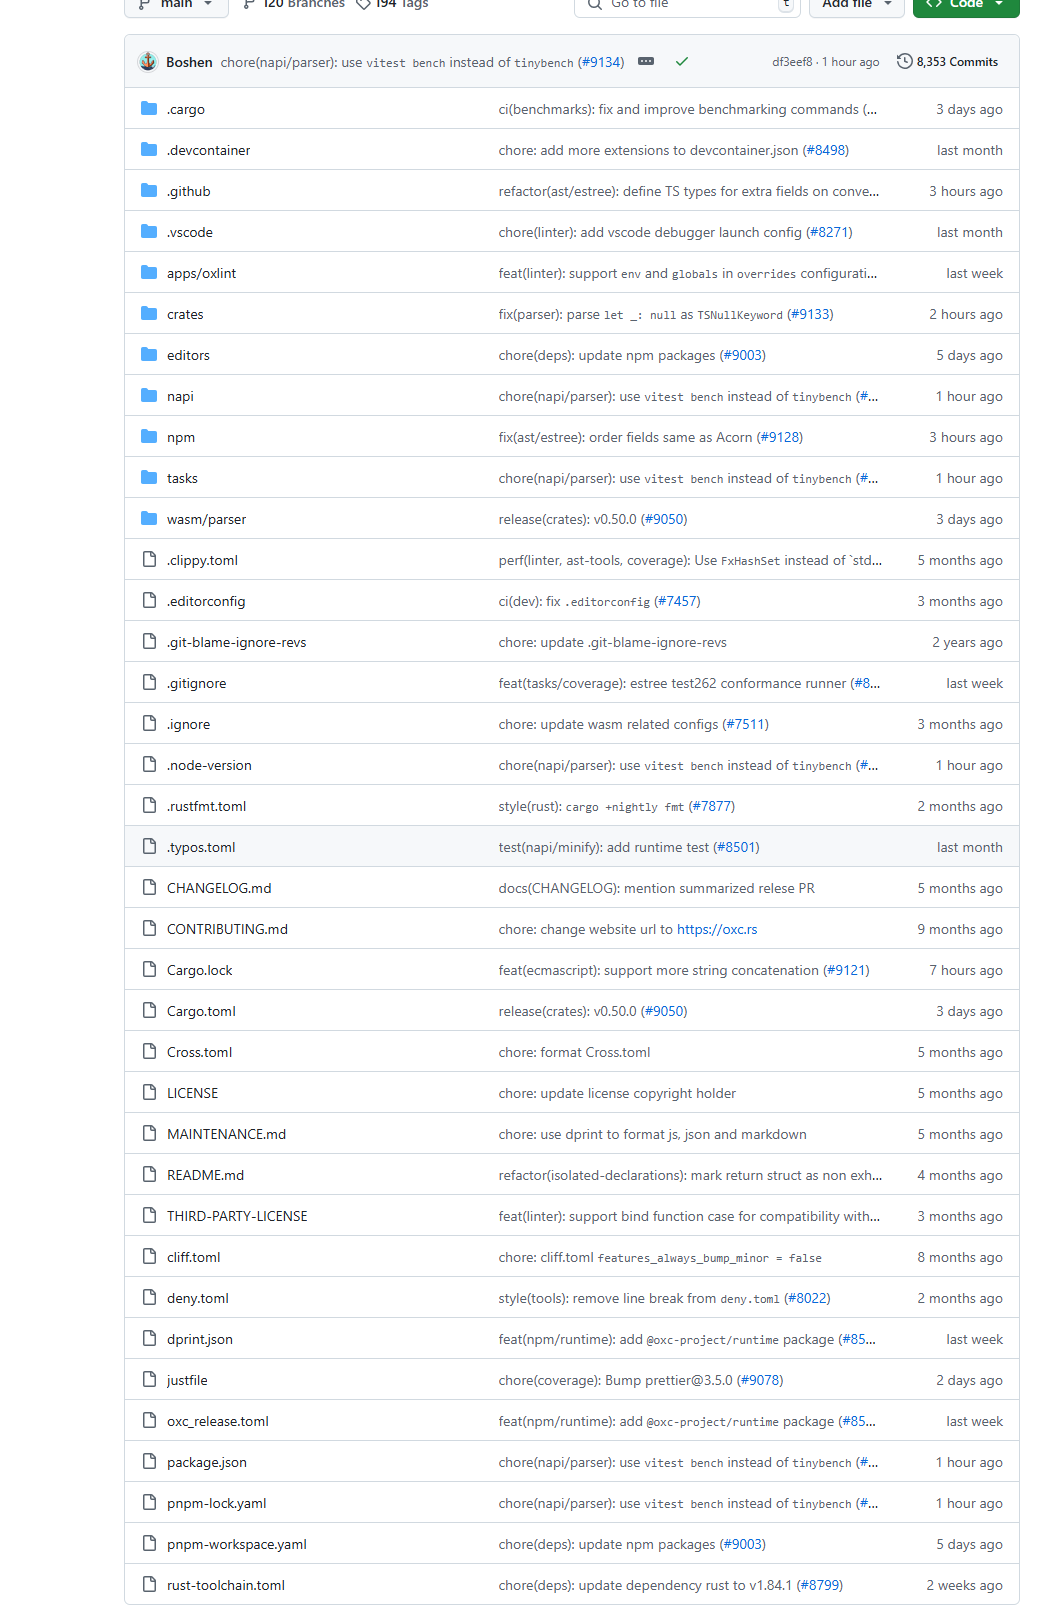 main 120 Branches 194 Tags Go to file t Add file Code
Boshen chore(napi/parser): use vitest bench instead of tinybench (#9134) df3eef8 · 1 hour ago 8,353 Commits
.cargo ci(benchmarks): fix and improve benchmarking commands (... 3 days ago
.devcontainer chore: add more extensions to devcontainer.json (#8498) last month
.github refactor(ast/estree): define TS types for extra fields on conve... 3 hours ago
.vscode chore(linter): add vscode debugger launch config (#8271) last month
apps/oxlint feat(linter): support env and globals in overrides configurati... last week
crates fix(parser): parse let _: null as TSNullKeyword (#9133) 2 hours ago
editors chore(deps): update npm packages (#9003) 5 days ago
napi chore(napi/parser): use vitest bench instead of tinybench (#... 1 hour ago
npm fix(ast/estree): order fields same as Acorn (#9128) 3 hours ago
tasks chore(napi/parser): use vitest bench instead of tinybench (#... 1 hour ago
wasm/parser release(crates): v0.50.0 (#9050) 3 days ago
.clippy.toml perf(linter, ast-tools, coverage): Use FxHashSet instead of `std... 5 months ago
.editorconfig ci(dev): fix .editorconfig (#7457) 3 months ago
.git-blame-ignore-revs chore: update .git-blame-ignore-revs 2 years ago
.gitignore feat(tasks/coverage): estree test262 conformance runner (#8... last week
.ignore chore: update wasm related configs (#7511) 3 months ago
.node-version chore(napi/parser): use vitest bench instead of tinybench (#... 1 hour ago
.rustfmt.toml style(rust): cargo +nightly fmt (#7877) 2 months ago
.typos.toml test(napi/minify): add runtime test (#8501) last month
CHANGELOG.md docs(CHANGELOG): mention summarized relese PR 5 months ago
CONTRIBUTING.md chore: change website url to https://oxc.rs 9 months ago
Cargo.lock feat(ecmascript): support more string concatenation (#9121) 7 hours ago
Cargo.toml release(crates): v0.50.0 (#9050) 3 days ago
Cross.toml chore: format Cross.toml 5 months ago
LICENSE chore: update license copyright holder 5 months ago
MAINTENANCE.md chore: use dprint to format js, json and markdown 5 months ago
README.md refactor(isolated-declarations): mark return struct as non exh... 4 months ago
THIRD-PARTY-LICENSE feat(linter): support bind function case for compatibility with... 3 months ago
cliff.toml chore: cliff.toml features_always_bump_minor = false 8 months ago
deny.toml style(tools): remove line break from deny.toml (#8022) 2 months ago
dprint.json feat(npm/runtime): add @oxc-project/runtime package (#85... last week
justfile chore(coverage): Bump prettier@3.5.0 (#9078) 2 days ago
oxc_release.toml feat(npm/runtime): add @oxc-project/runtime package (#85... last week
package.json chore(napi/parser): use vitest bench instead of tinybench (#... 1 hour ago
pnpm-lock.yaml chore(napi/parser): use vitest bench instead of tinybench (#... 1 hour ago
pnpm-workspace.yaml chore(deps): update npm packages (#9003) 5 days ago
rust-toolchain.toml chore(deps): update dependency rust to v1.84.1 (#8799) 2 weeks ago